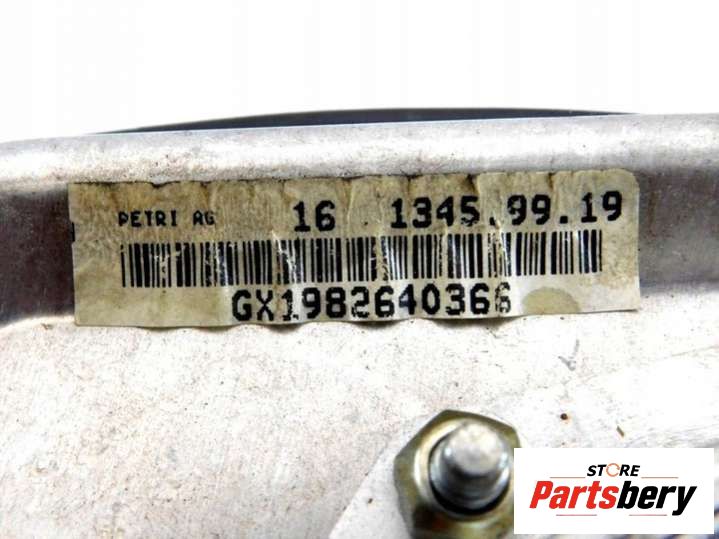 PETRI AG 16 1345.99.19
GX1982640366
STORE
Partsbery